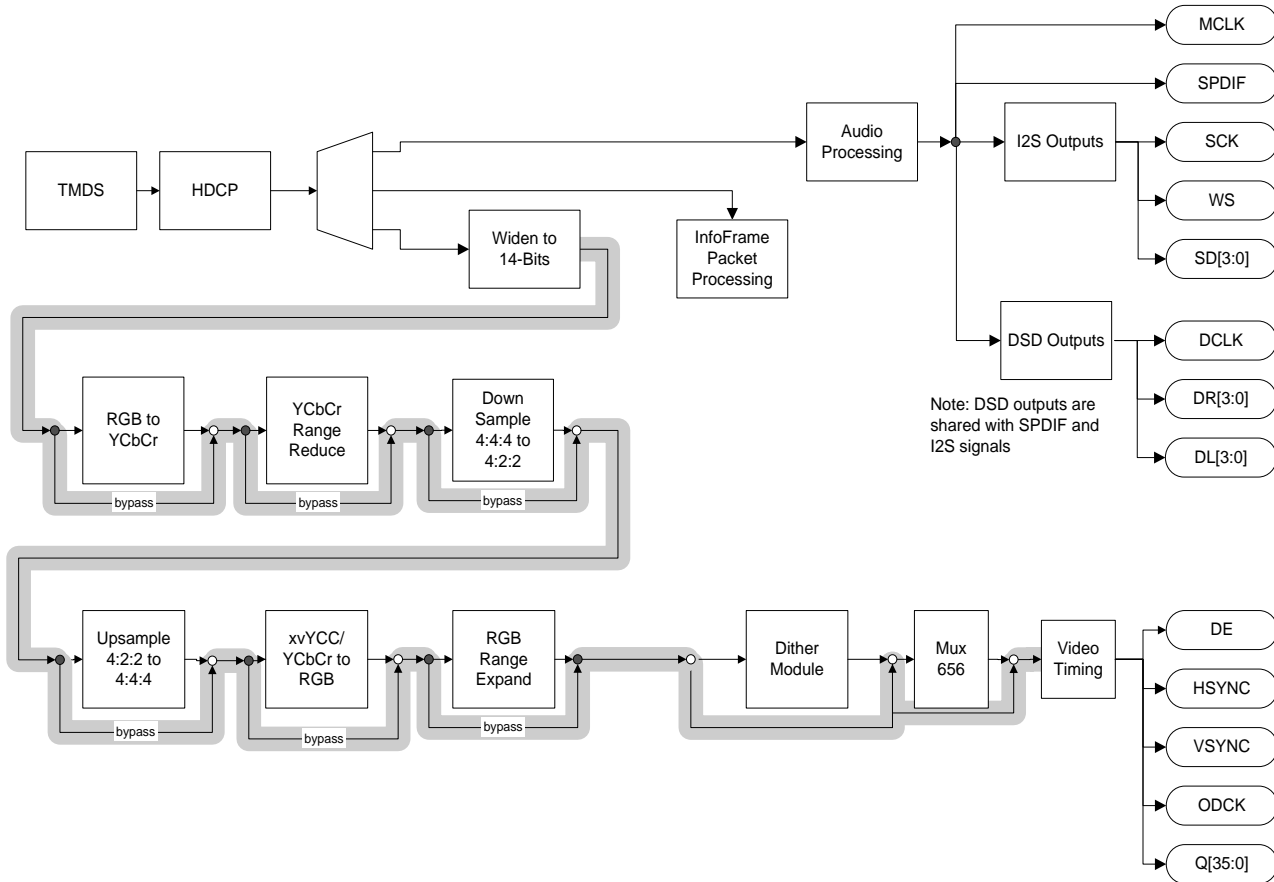 MCLK
SPDIF
Audio
Processing
I2S Outputs
SCK
TMDS
HDCP
WS
Widen to
14-Bits
InfoFrame
Packet
Processing
SD[3:0]
DSD Outputs
DCLK
Note: DSD outputs are
shared with SPDIF and
I2S signals
DR[3:0]
DL[3:0]
RGB to
YCbCr
YCbCr
Range
Reduce
Down
Sample
4:4:4 to
4:2:2
bypass
bypass
bypass
Upsample
4:2:2 to
4:4:4
xvYCC/
YCbCr to
RGB
RGB
Range
Expand
Dither
Module
Mux
656
Video
Timing
bypass
bypass
bypass
DE
HSYNC
VSYNC
ODCK
Q[35:0]